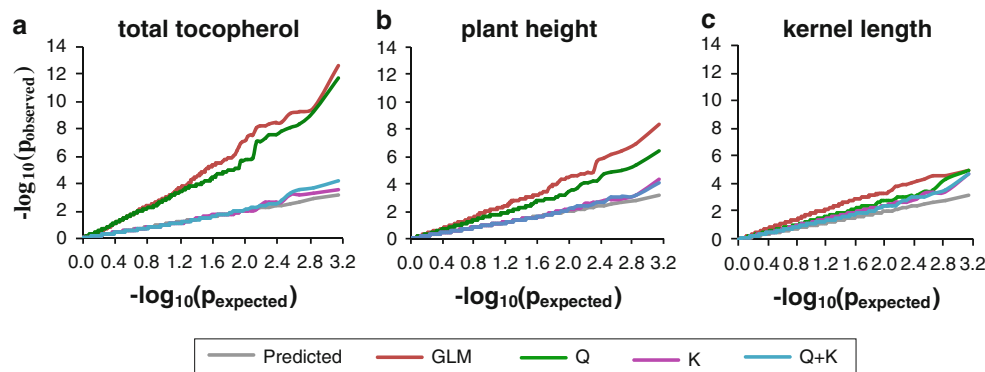 a total tocopherol
b plant height
c kernel length
-log10(pobserved)
14
12
10
8
6
4
2
0
0.0 0.4 0.8 1.2 1.6 2.0 2.4 2.8 3.2
-log10(pexpected)
14
12
10
8
6
4
2
0
0.0 0.4 0.8 1.2 1.6 2.0 2.4 2.8 3.2
-log10(pexpected)
14
12
10
8
6
4
2
0
0.0 0.4 0.8 1.2 1.6 2.0 2.4 2.8 3.2
-log10(pexpected)
Predicted GLM Q K Q+K